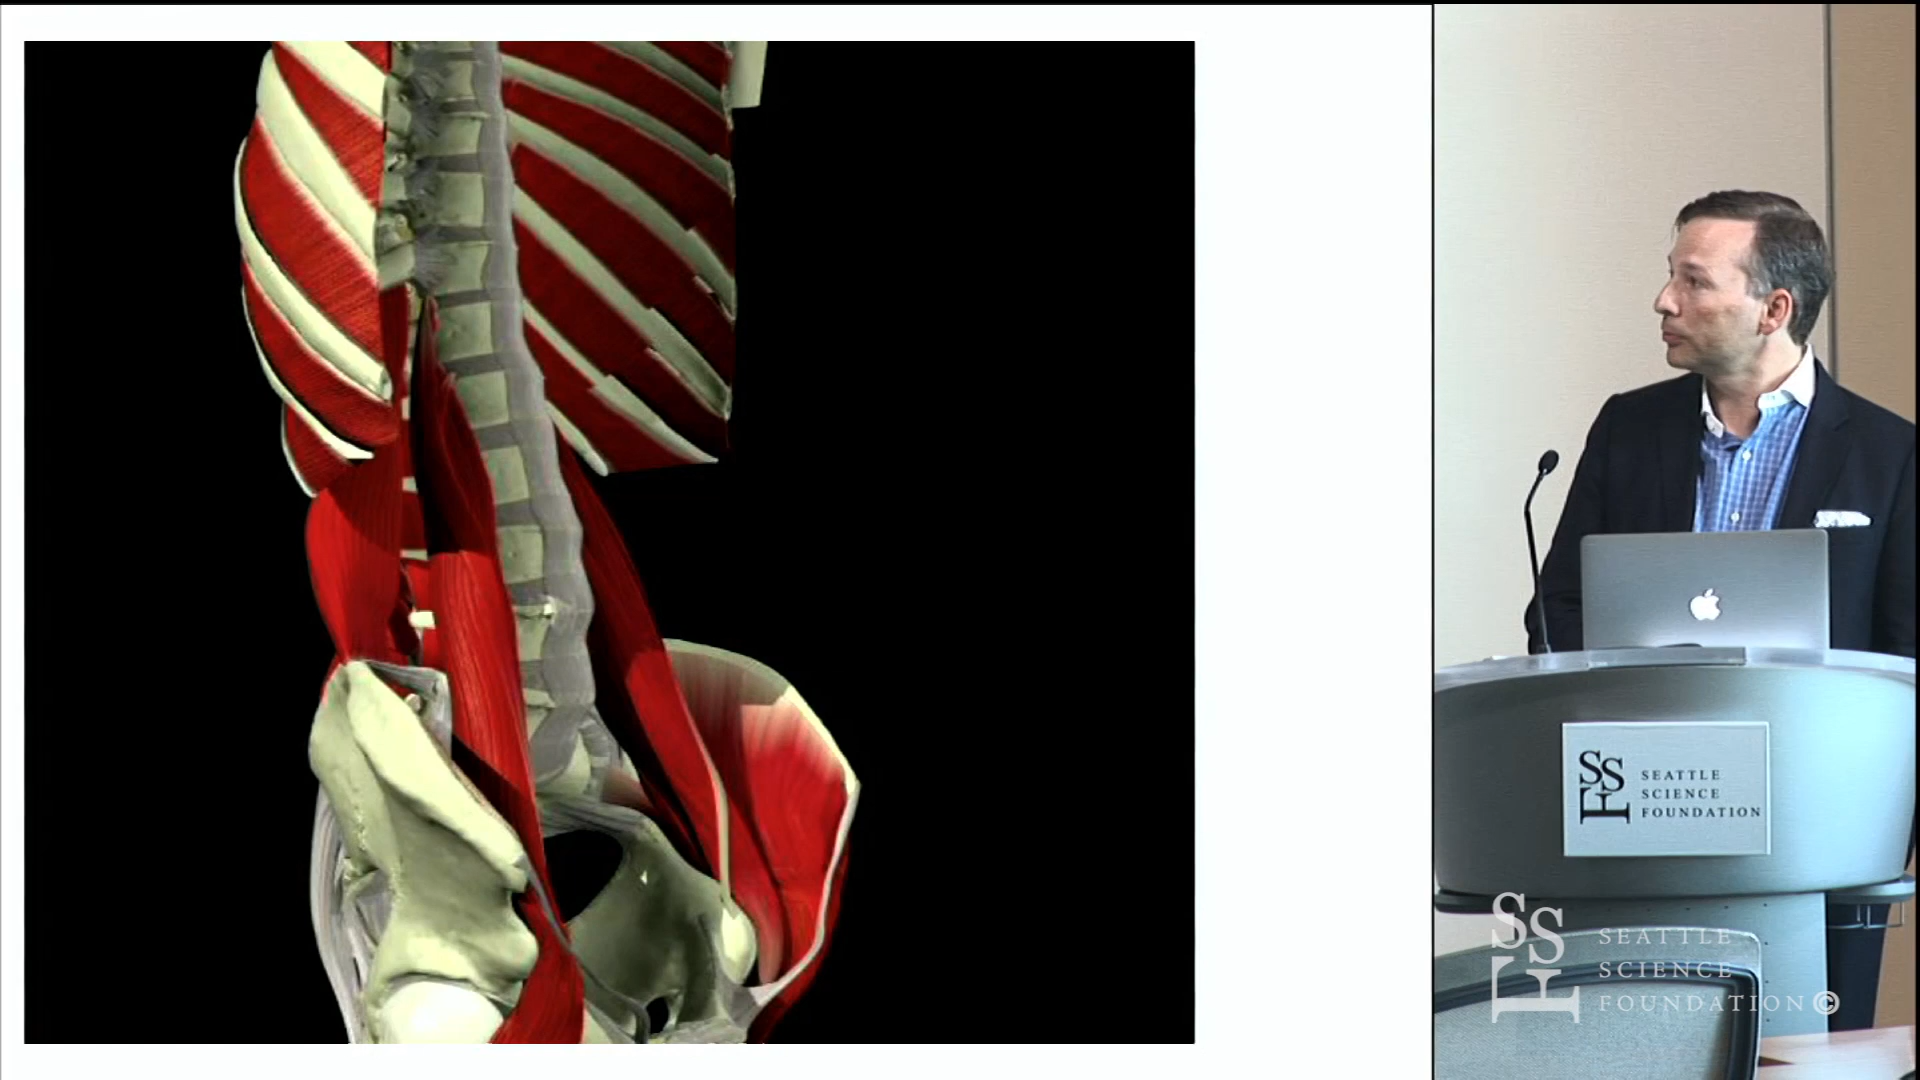 SSF
SEATTLE
SCIENCE
FOUNDATION
SSF
SEATTLE
SCIENCE
FOUNDATION©